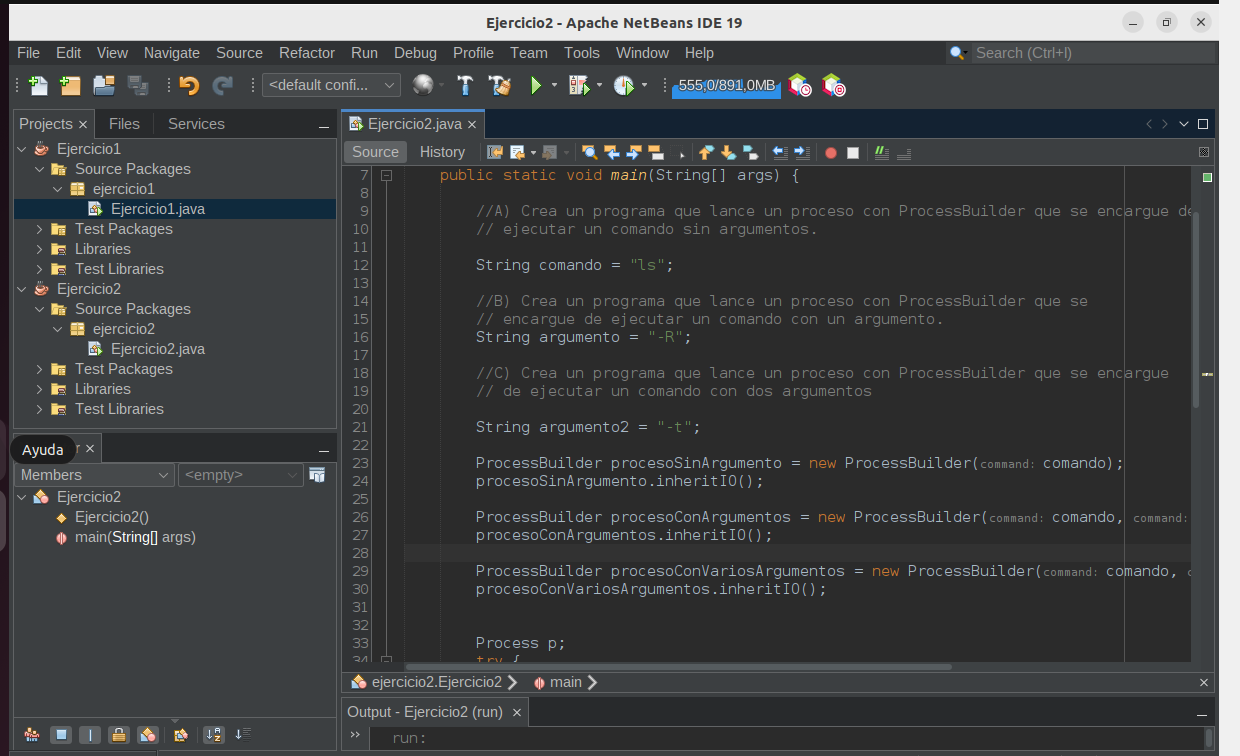 Ejercicio2 - Apache NetBeans IDE 19
File Edit View Navigate Source Refactor Run Debug Profile Team Tools Window Help
Search (Ctrl+I)
<default confi...
555,0/891,0MB
Projects Files Services
Ejercicio1
Source Packages
ejercicio1
Ejercicio1.java
Test Packages
Libraries
Test Libraries
Ejercicio2
Source Packages
ejercicio2
Ejercicio2.java
Test Packages
Libraries
Test Libraries
Ayuda
Members <empty>
Ejercicio2
Ejercicio2()
main(String[] args)
Ejercicio2.java
Source History
7 public static void main(String[] args) {
8
9 //A) Crea un programa que lance un proceso con ProcessBuilder que se encargue de
10 // ejecutar un comando sin argumentos.
11
12 String comando = "ls";
13
14 //B) Crea un programa que lance un proceso con ProcessBuilder que se
15 // encargue de ejecutar un comando con un argumento.
16 String argumento = "-R";
17
18 //C) Crea un programa que lance un proceso con ProcessBuilder que se encargue
19 // de ejecutar un comando con dos argumentos
20
21 String argumento2 = "-t";
22
23 ProcessBuilder procesoSinArgumento = new ProcessBuilder(command: comando);
24 procesoSinArgumento.inheritIO();
25
26 ProcessBuilder procesoConArgumentos = new ProcessBuilder(command: comando, command:
27 procesoConArgumentos.inheritIO();
28
29 ProcessBuilder procesoConVariosArgumentos = new ProcessBuilder(command: comando,
30 procesoConVariosArgumentos.inheritIO();
31
32
33 Process p;
34 try {
ejercicio2.Ejercicio2 main
Output - Ejercicio2 (run)
run: